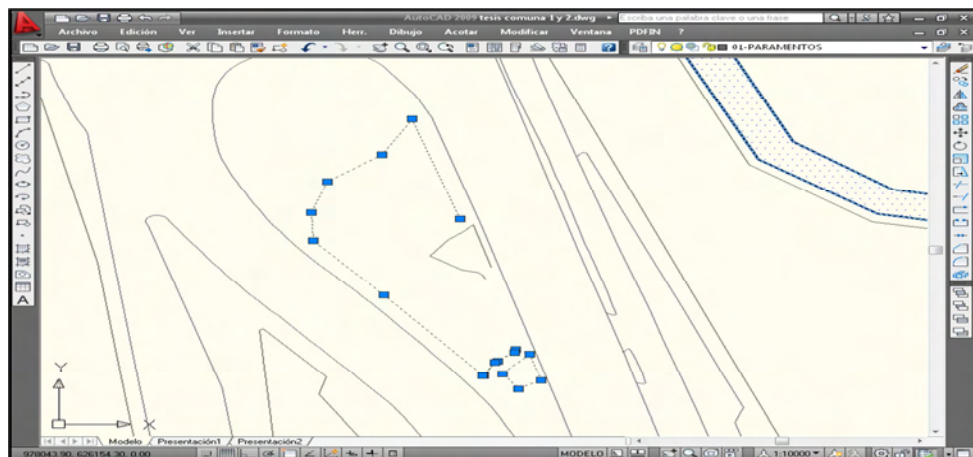 AutoCAD 2009 tesis comuna 1 y 2.dwg
Escriba una palabra clave o una frase
Archivo Edición Ver Insertar Formato Herr. Dibujo Acotar Modificar Ventana PDFIN ?
01-PARAMENTOS
A
Y
X
Modelo Presentación1 Presentación2
978043.90, 626154.30, 0.00 MODELO 1:10000